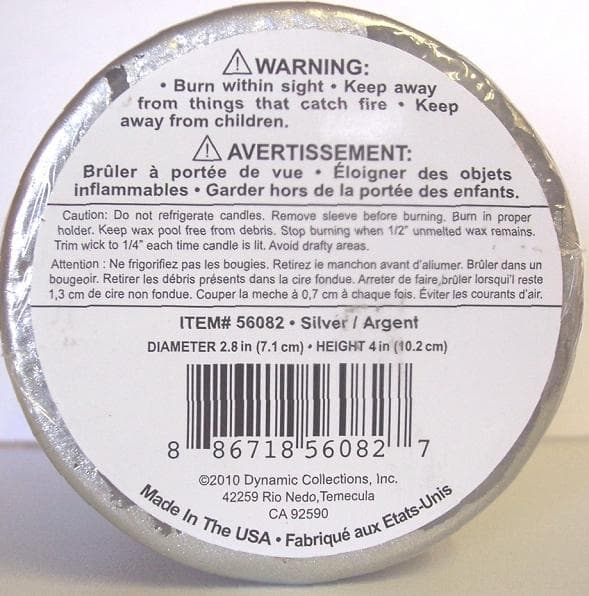 ⚠ WARNING:
• Burn within sight • Keep away
from things that catch fire • Keep
away from children.
⚠ AVERTISSEMENT:
Brûler à portée de vue • Éloigner des objets
inflammables • Garder hors de la portée des enfants.
Caution: Do not refrigerate candles. Remove sleeve before burning. Burn in proper
holder. Keep wax pool free from debris. Stop burning when 1/2" unmelted wax remains.
Trim wick to 1/4" each time candle is lit. Avoid drafty areas.
Attention : Ne frigorifiez pas les bougies. Retirez ie manchon avant d'aliumer. Brûler dans un
bougeoir. Retirer les débris présents dans la cire fondue. Arreter de faire brûler lorsqu'l reste
1,3 cm de cire non fondue. Couper la meche à 0,7 cm à chaque fois. Éviter les courants d'air.
ITEM# 56082 • Silver / Argent
DIAMETER 2.8 in (7.1 cm) • HEIGHT 4 in (10.2 cm)
8 86718 56082 7
©2010 Dynamic Collections, Inc.
42259 Rio Nedo,Temecula
CA 92590
Made In The USA • Fabriqué aux Etats-Unis